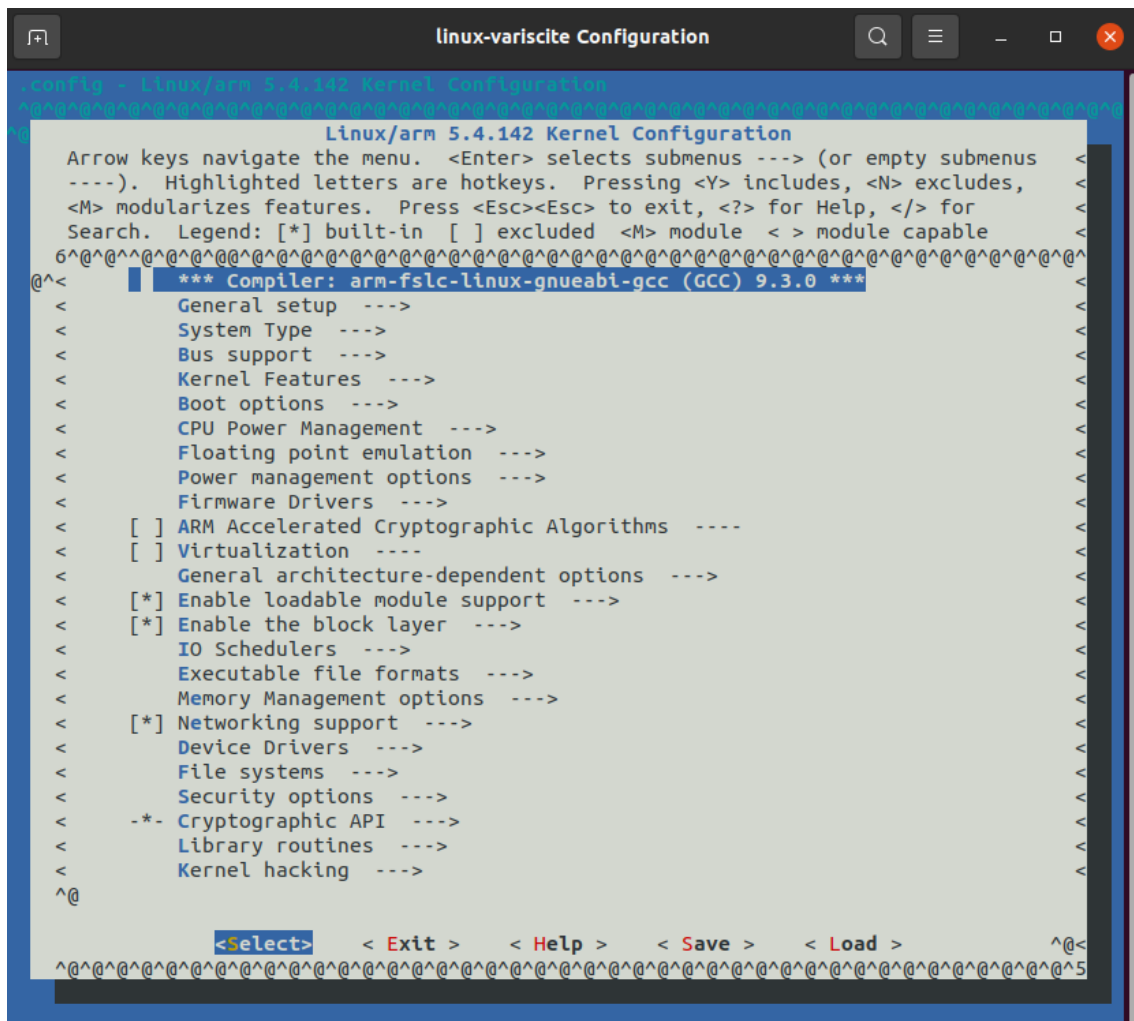 linux-variscite Configuration
.config - Linux/arm 5.4.142 Kernel Configuration
^@^@^@^@^@^@^@^@^@^@^@^@^@^@^@^@^@^@^@^@^@^@^@^@^@^@^@^@^@^@^@^@^@^@^@^@^@^@^@^@^@^@^@^@^@
^@
Linux/arm 5.4.142 Kernel Configuration
Arrow keys navigate the menu. <Enter> selects submenus ---> (or empty submenus <
----). Highlighted letters are hotkeys. Pressing <Y> includes, <N> excludes, <
<M> modularizes features. Press <Esc><Esc> to exit, <?> for Help, </> for <
Search. Legend: [*] built-in [ ] excluded <M> module < > module capable <
6^@^@^^@^@^@^@@^@^@^@^@^@^@^@^@^@^@^@^@^@^@^@^@^@^@^@^@^@^@^@^@^@^@^@^@^@^@^@^@^@^@^
@^< *** Compiler: arm-fslc-linux-gnueabi-gcc (GCC) 9.3.0 *** <
< General setup ---> <
< System Type ---> <
< Bus support ---> <
< Kernel Features ---> <
< Boot options ---> <
< CPU Power Management ---> <
< Floating point emulation ---> <
< Power management options ---> <
< Firmware Drivers ---> <
< [ ] ARM Accelerated Cryptographic Algorithms ---- <
< [ ] Virtualization ---- <
< General architecture-dependent options ---> <
< [*] Enable loadable module support ---> <
< [*] Enable the block layer ---> <
< IO Schedulers ---> <
< Executable file formats ---> <
< Memory Management options ---> <
< [*] Networking support ---> <
< Device Drivers ---> <
< File systems ---> <
< Security options ---> <
< -*- Cryptographic API ---> <
< Library routines ---> <
< Kernel hacking ---> <
^@
<Select> < Exit > < Help > < Save > < Load > ^@<
^@^@^@^@^@^@^@^@^@^@^@^@^@^@^@^@^@^@^@^@^@^@^@^@^@^@^@^@^@^@^@^@^@^@^@^@^@^@^@^@^@^5